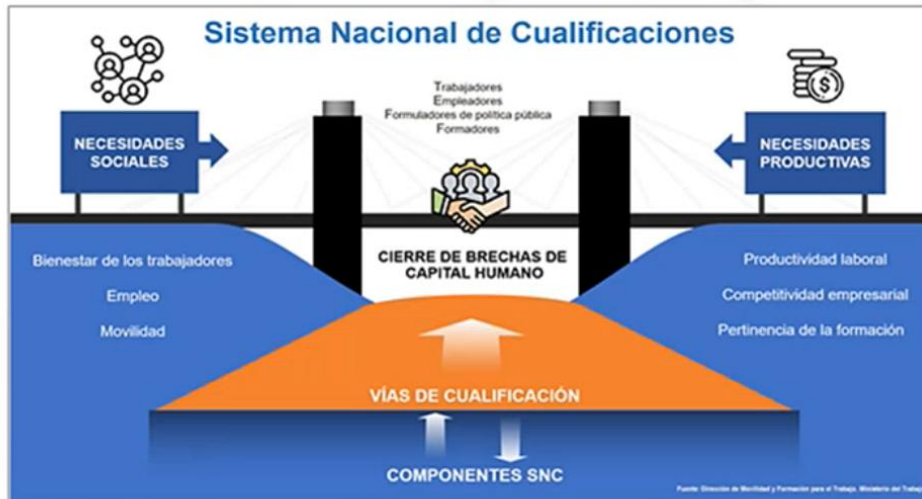 Sistema Nacional de Cualificaciones
Trabajadores
Empleadores
Formuladores de política pública
Formadores
NECESIDADES
SOCIALES
NECESIDADES
PRODUCTIVAS
CIERRE DE BRECHAS DE
CAPITAL HUMANO
Bienestar de los trabajadores
Empleo
Movilidad
Productividad laboral
Competitividad empresarial
Pertinencia de la formación
VÍAS DE CUALIFICACIÓN
COMPONENTES SNC
Fuente: Dirección de Movilidad y Formación para el Trabajo. Ministerio del Trabajo